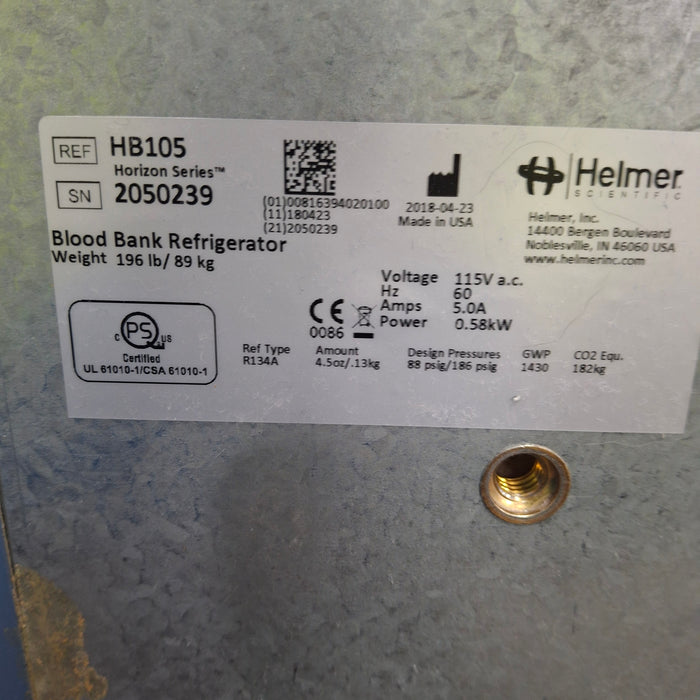 REF HB105
Horizon Series™
SN 2050239
(01)00816394020100
(11)180423
(21)2050239
2018-04-23
Made in USA
Helmer
SCIENTIFIC
Helmer, Inc.
14400 Bergen Boulevard
Noblesville, IN 46060 USA
www.helmerinc.com
Blood Bank Refrigerator
Weight 196 lb/ 89 kg
Voltage 115V a.c.
Hz 60
Amps 5.0A
Power 0.58kW
CE
0086
c PS US
Certified
UL 61010-1/CSA 61010-1
Ref Type Amount Design Pressures GWP CO2 Equ.
R134A 4.5oz/.13kg 88 psig/186 psig 1430 182kg